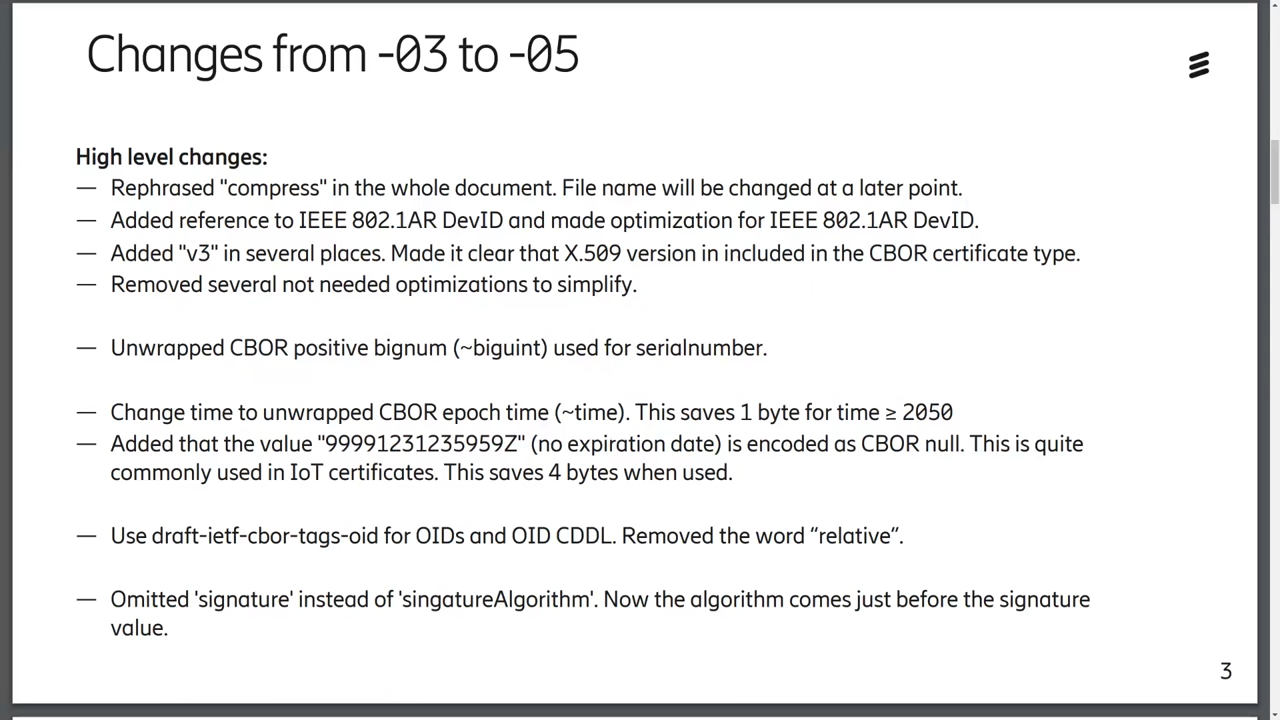 Changes from -03 to -05
High level changes:
— Rephrased "compress" in the whole document. File name will be changed at a later point.
— Added reference to IEEE 802.1AR DevID and made optimization for IEEE 802.1AR DevID.
— Added "v3" in several places. Made it clear that X.509 version in included in the CBOR certificate type.
— Removed several not needed optimizations to simplify.
— Unwrapped CBOR positive bignum (~biguint) used for serialnumber.
— Change time to unwrapped CBOR epoch time (~time). This saves 1 byte for time ≥ 2050
— Added that the value "99991231235959Z" (no expiration date) is encoded as CBOR null. This is quite
commonly used in IoT certificates. This saves 4 bytes when used.
— Use draft-ietf-cbor-tags-oid for OIDs and OID CDDL. Removed the word “relative”.
— Omitted 'signature' instead of 'singatureAlgorithm'. Now the algorithm comes just before the signature
value.
3